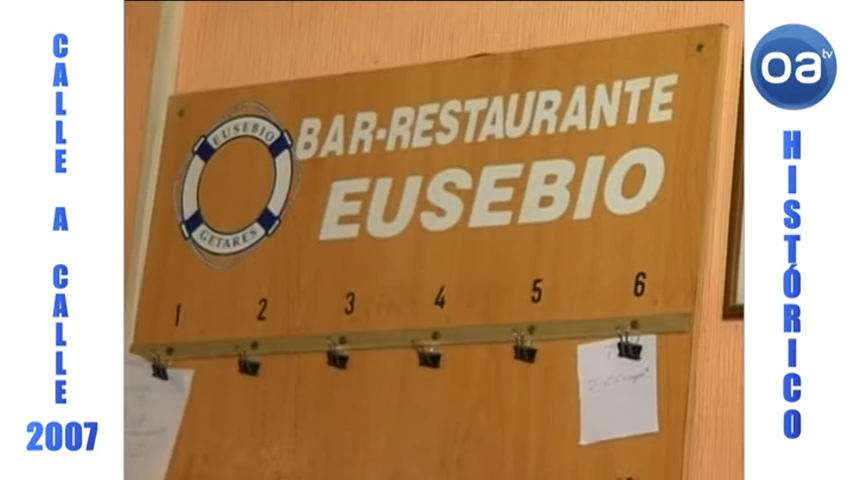 CALLE A CALLE
2007
EUSEBIO
GETARES
BAR-RESTAURANTE
EUSEBIO
1 2 3 4 5 6
oa tv
HISTÓRICO